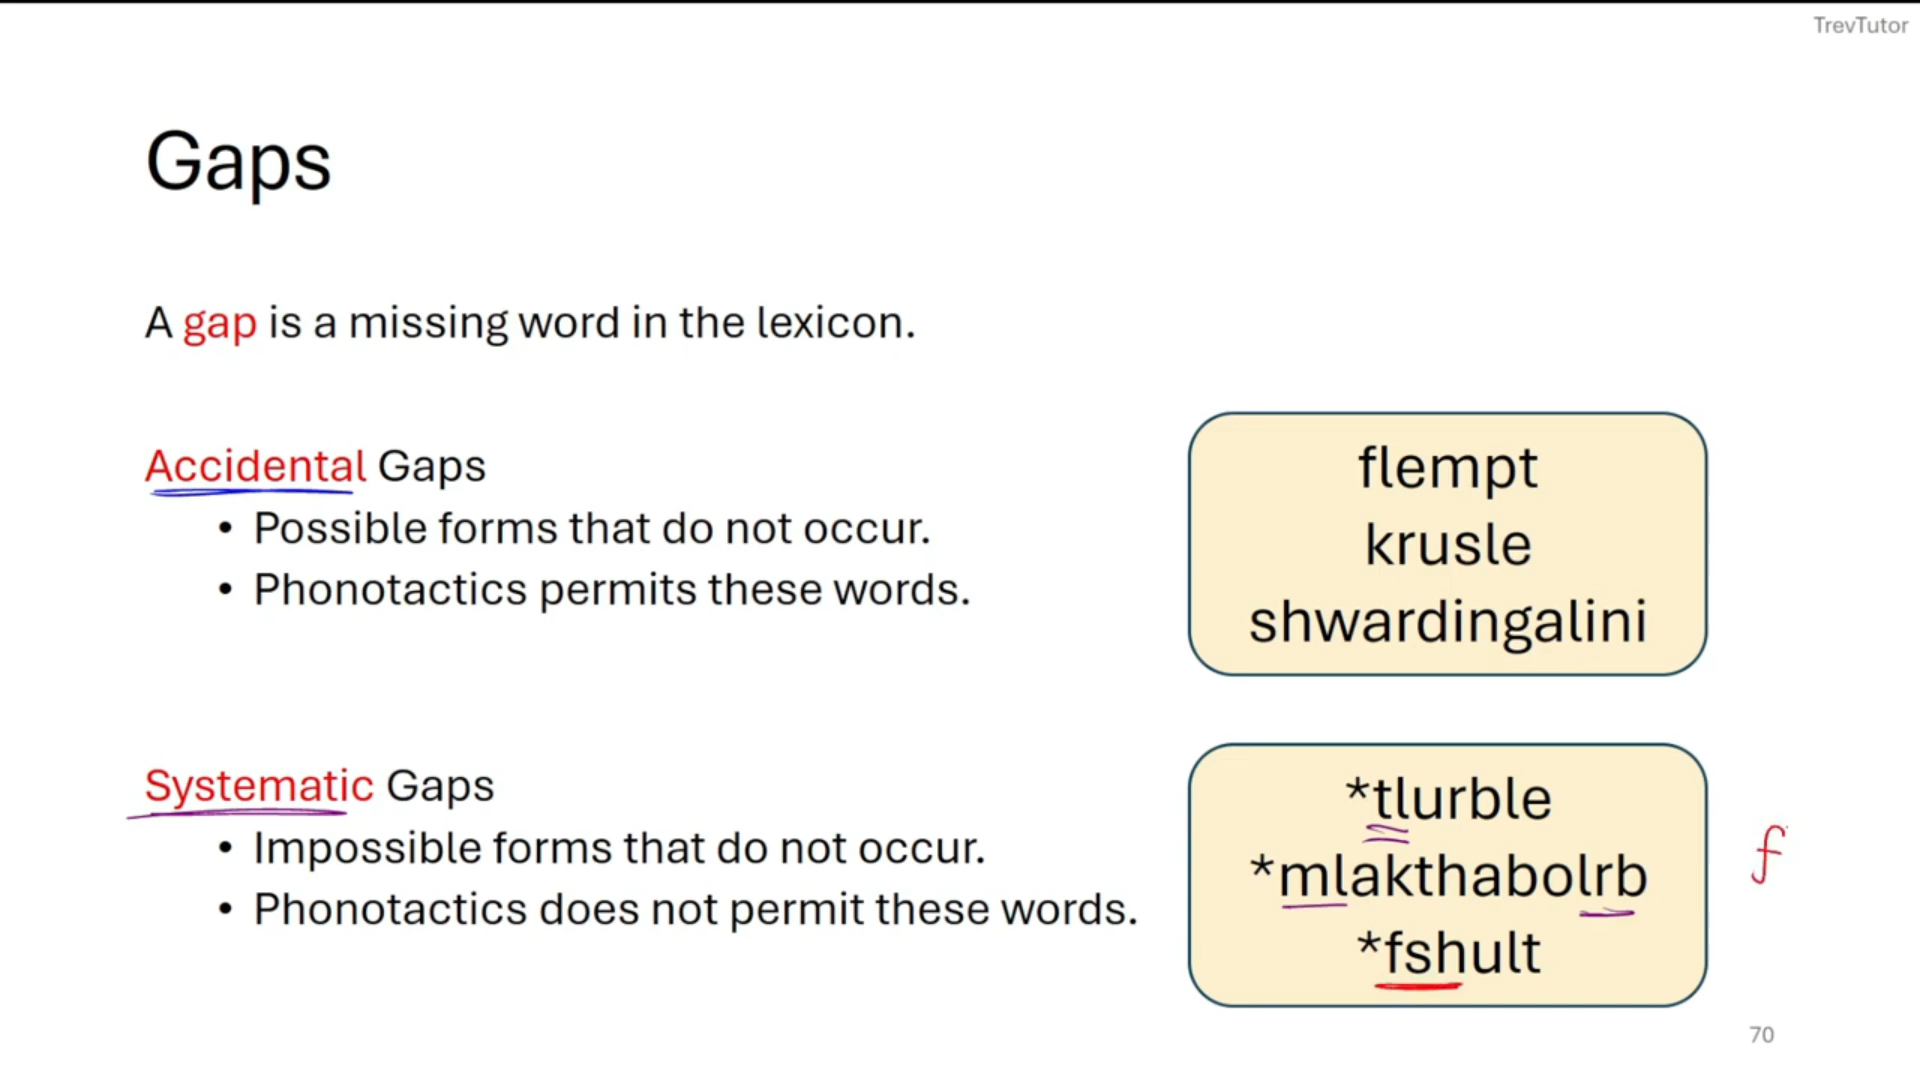 TrevTutor
Gaps
A gap is a missing word in the lexicon.
Accidental Gaps
• Possible forms that do not occur.
• Phonotactics permits these words.
flempt
krusle
shwardingalini
Systematic Gaps
• Impossible forms that do not occur.
• Phonotactics does not permit these words.
*tlurble
*mlakthabolrb
*fshult
f
70